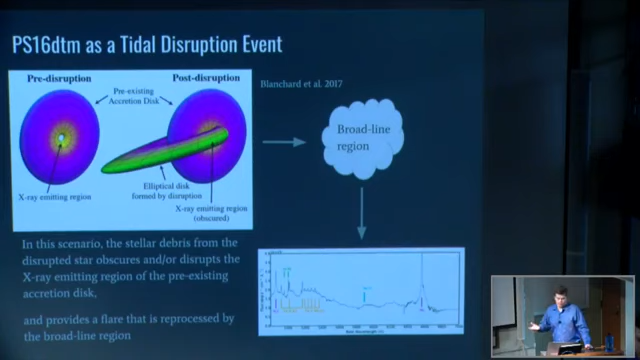 PS16dtm as a Tidal Disruption Event
Pre-disruption
Post-disruption
Pre-existing
Accretion Disk
X-ray emitting region
Elliptical disk
formed by disruption
X-ray emitting region
(obscured)
Blanchard et al. 2017
Broad-line
region
In this scenario, the stellar debris from the
disrupted star obscures and/or disrupts the
X-ray emitting region of the pre-existing
accretion disk,
and provides a flare that is reprocessed by
the broad-line region